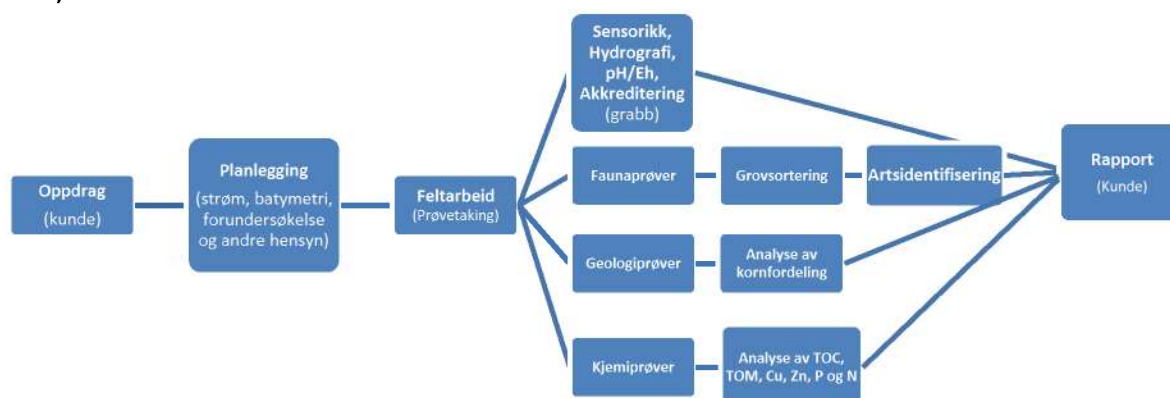 Oppdrag
(kunde)
Planlegging
(strøm, batymetri,
forundersøkelse
og andre hensyn)
Feltarbeid
(Prøvetaking)
Sensorikk,
Hydrografi,
pH/Eh,
Akkreditering
(grabb)
Faunaprøver
Grovsortering
Artsidentifisering
Geologiprøver
Analyse av
kornfordeling
Kjemiprøver
Analyse av TOC,
TOM, Cu, Zn, P og N
Rapport
(Kunde)